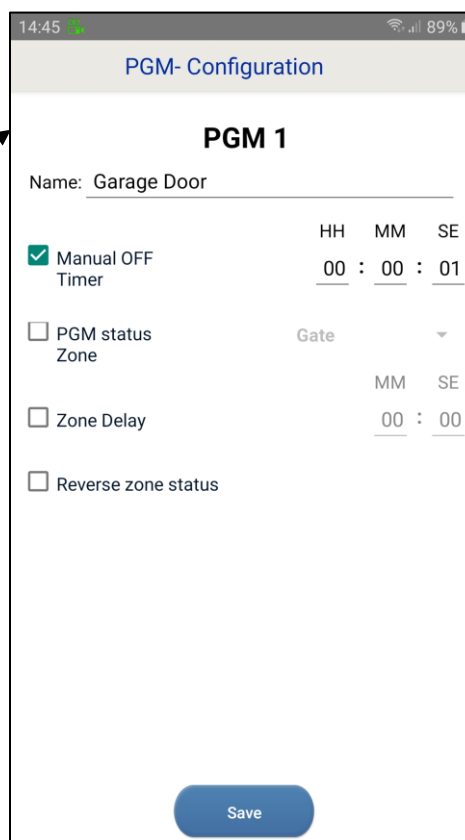 14:45 89%
PGM- Configuration
PGM 1
Name: Garage Door
HH MM SE
Manual OFF Timer 00 : 00 : 01
PGM status Zone Gate
MM SE
Zone Delay 00 : 00
Reverse zone status
Save